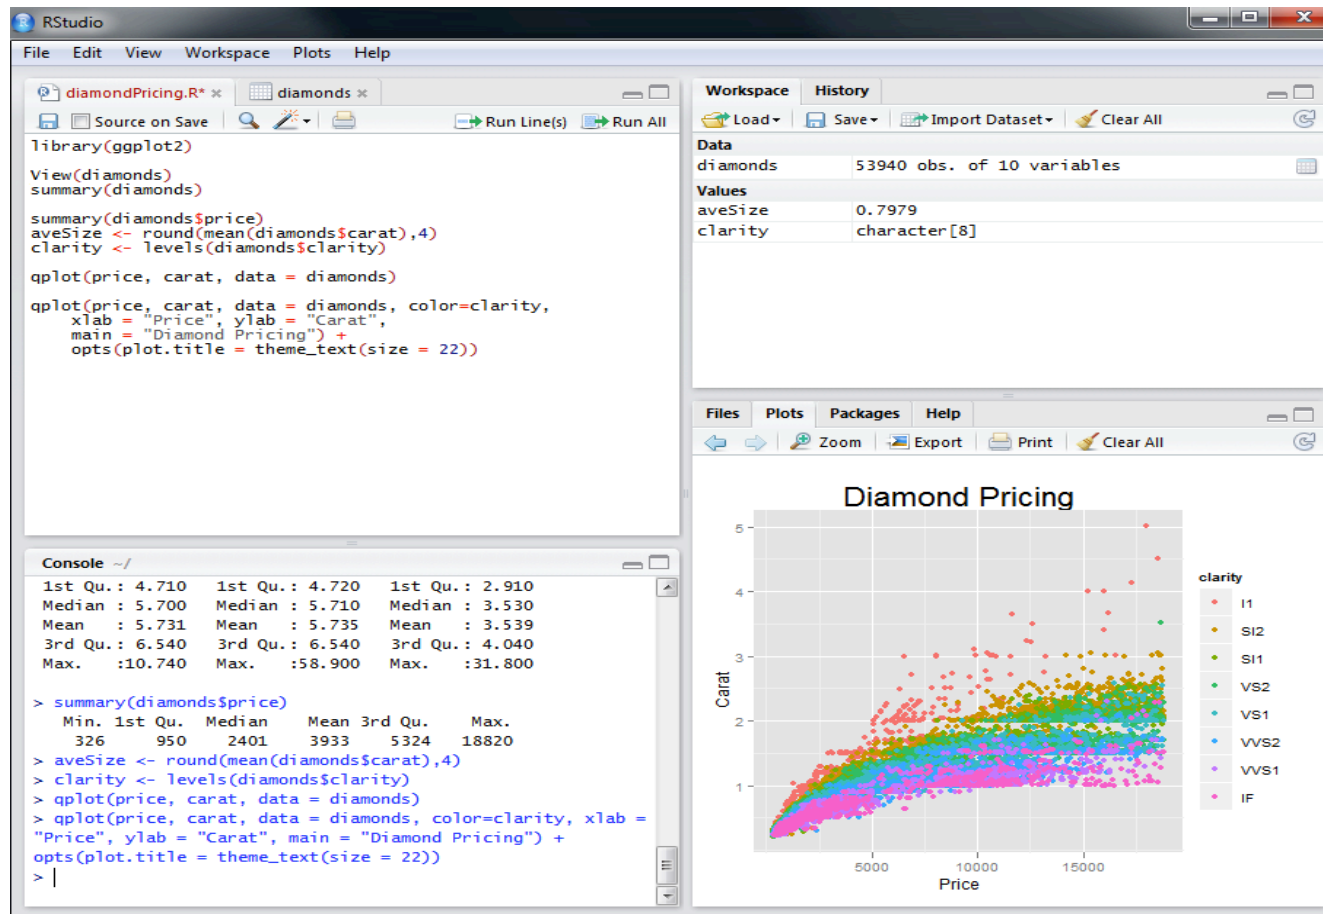 RStudio
File Edit View Workspace Plots Help
diamondPricing.R* diamonds
Source on Save Run Line(s) Run All
library(ggplot2)
View(diamonds)
summary(diamonds)
summary(diamonds$price)
aveSize <- round(mean(diamonds$carat),4)
clarity <- levels(diamonds$clarity)
qplot(price, carat, data = diamonds)
qplot(price, carat, data = diamonds, color=clarity,
xlab = "Price", ylab = "Carat",
main = "Diamond Pricing") +
opts(plot.title = theme_text(size = 22))
Console ~/
1st Qu.: 4.710 1st Qu.: 4.720 1st Qu.: 2.910
Median : 5.700 Median : 5.710 Median : 3.530
Mean : 5.731 Mean : 5.735 Mean : 3.539
3rd Qu.: 6.540 3rd Qu.: 6.540 3rd Qu.: 4.040
Max. :10.740 Max. :58.900 Max. :31.800
> summary(diamonds$price)
Min. 1st Qu. Median Mean 3rd Qu. Max.
326 950 2401 3933 5324 18820
> aveSize <- round(mean(diamonds$carat),4)
> clarity <- levels(diamonds$clarity)
> qplot(price, carat, data = diamonds)
> qplot(price, carat, data = diamonds, color=clarity, xlab =
"Price", ylab = "Carat", main = "Diamond Pricing") +
opts(plot.title = theme_text(size = 22))
>
Workspace History
Load Save Import Dataset Clear All
Data
diamonds 53940 obs. of 10 variables
Values
aveSize 0.7979
clarity character[8]
Files Plots Packages Help
Zoom Export Print Clear All
Diamond Pricing
5
4
3
2
1
Carat
5000 10000 15000
Price
clarity
I1
SI2
SI1
VS2
VS1
VVS2
VVS1
IF